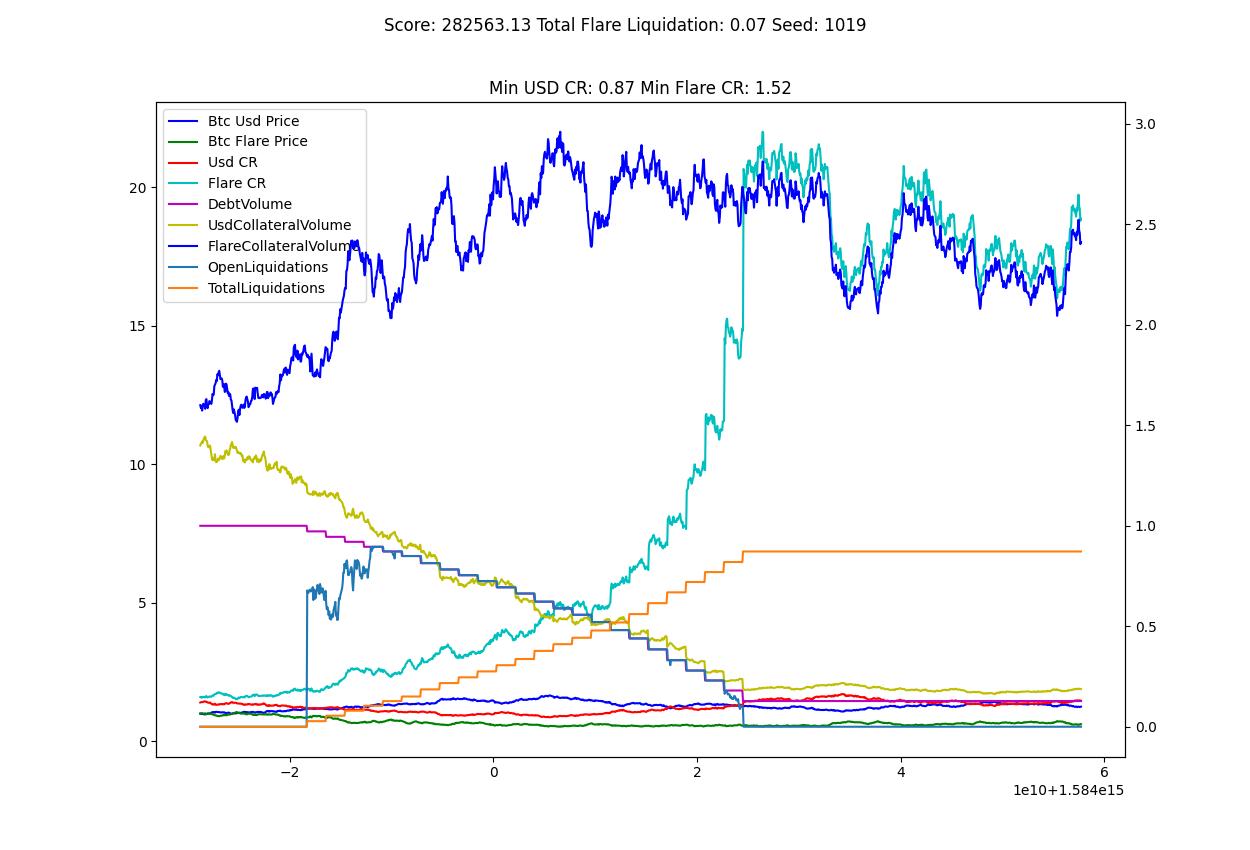 Score: 282563.13 Total Flare Liquidation: 0.07 Seed: 1019
Min USD CR: 0.87 Min Flare CR: 1.52
Btc Usd Price
Btc Flare Price
Usd CR
Flare CR
DebtVolume
UsdCollateralVolume
FlareCollateralVolume
OpenLiquidations
TotalLiquidations
20
15
10
5
0
3.0
2.5
2.0
1.5
1.0
0.5
0.0
−2
0
2
4
6
1e10+1.584e15